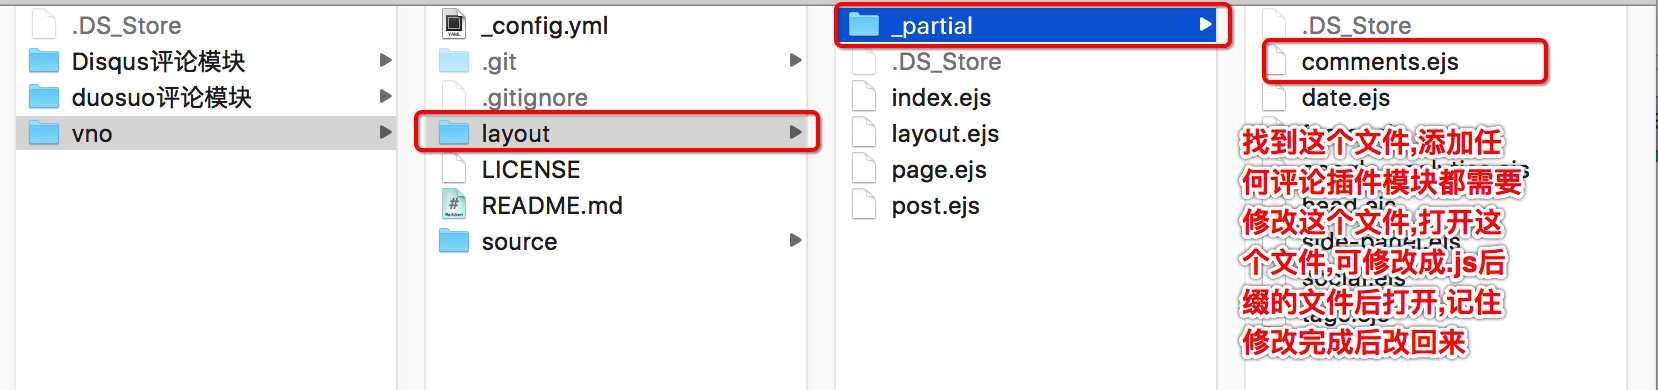 .DS_Store
Disqus评论模块
duosuo评论模块
vno
_config.yml
.git
.gitignore
layout
LICENSE
README.md
source
_partial
.DS_Store
index.ejs
layout.ejs
page.ejs
post.ejs
.DS_Store
comments.ejs
date.ejs
找到这个文件,添加任
何评论插件模块都需要
修改这个文件,打开这
个文件,可修改成.js后
缀的文件后打开,记住
修改完成后改回来
head.ejs
side-panel.ejs
social.ejs
tags.ejs